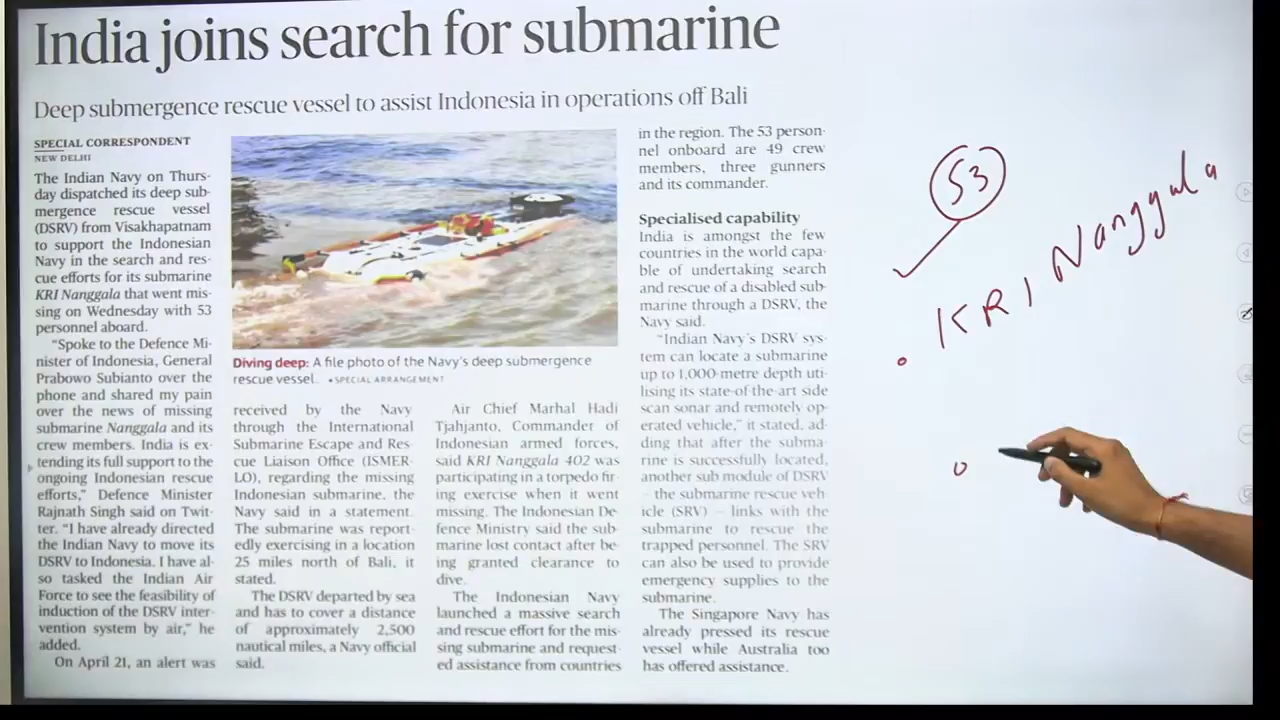 India joins search for submarine
Deep submergence rescue vessel to assist Indonesia in operations off Bali
SPECIAL CORRESPONDENT
NEW DELHI
The Indian Navy on Thurs-
day dispatched its deep sub-
mergence rescue vessel
(DSRV) from Visakhapatnam
to support the Indonesian
Navy in the search and res-
cue efforts for its submarine
KRI Nanggala that went mis-
sing on Wednesday with 53
personnel aboard.
"Spoke to the Defence Mi-
nister of Indonesia, General
Prabowo Subianto over the
phone and shared my pain
over the news of missing
submarine Nanggala and its
crew members. India is ex-
tending its full support to the
ongoing Indonesian rescue
efforts," Defence Minister
Rajnath Singh said on Twit-
ter. "I have already directed
the Indian Navy to move its
DSRV to Indonesia. I have al-
so tasked the Indian Air
Force to see the feasibility of
induction of the DSRV inter-
vention system by air," he
added.
On April 21, an alert was
Diving deep: A file photo of the Navy's deep submergence
rescue vessel. •SPECIAL ARRANGEMENT
received by the Navy
through the International
Submarine Escape and Res-
cue Liaison Office (ISMER-
LO), regarding the missing
Indonesian submarine, the
Navy said in a statement.
The submarine was report-
edly exercising in a location
25 miles north of Bali, it
stated.
The DSRV departed by sea
and has to cover a distance
of approximately 2,500
nautical miles, a Navy official
said.
Air Chief Marhal Hadi
Tjahjanto, Commander of
Indonesian armed forces,
said KRI Nanggala 402 was
participating in a torpedo fir-
ing exercise when it went
missing. The Indonesian De-
fence Ministry said the sub-
marine lost contact after be-
ing granted clearance to
dive.
The Indonesian Navy
launched a massive search
and rescue effort for the mis-
sing submarine and request-
ed assistance from countries
in the region. The 53 person-
nel onboard are 49 crew
members, three gunners
and its commander.
Specialised capability
India is amongst the few
countries in the world capa-
ble of undertaking search
and rescue of a disabled sub-
marine through a DSRV, the
Navy said.
"Indian Navy's DSRV sys-
tem can locate a submarine
up to 1,000-metre depth uti-
lising its state-of-the-art side
scan sonar and remotely op-
erated vehicle," it stated, ad-
ding that after the subma-
rine is successfully located,
another sub module of DSRV
– the submarine rescue veh-
icle (SRV) – links with the
submarine to rescue the
trapped personnel. The SRV
can also be used to provide
emergency supplies to the
submarine.
The Singapore Navy has
already pressed its rescue
vessel while Australia too
has offered assistance.
53
KRI Nanggala